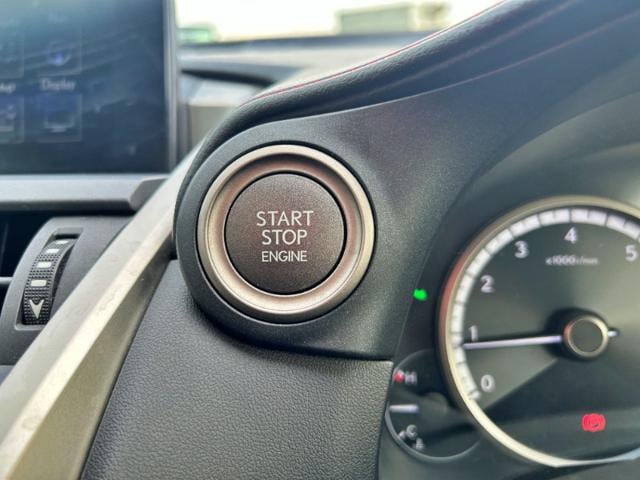 Display
START
STOP
ENGINE
5
4
3
2
1
0
x1000r/min
H
C